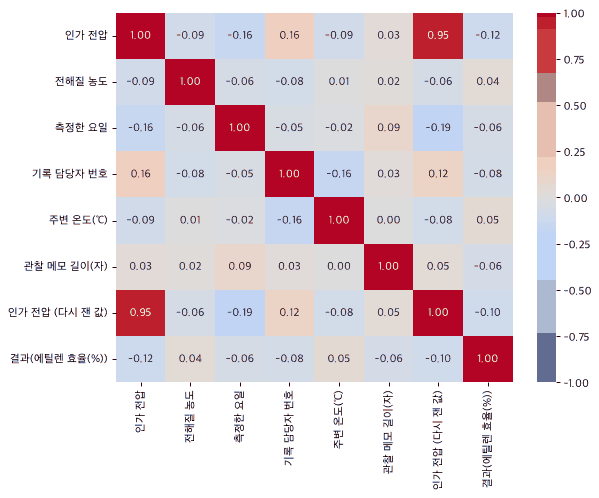 인가 전압 1.00 −0.09 −0.16 0.16 −0.09 0.03 0.95 −0.12
전해질 농도 −0.09 1.00 −0.06 −0.08 0.01 0.02 −0.06 0.04
측정한 요일 −0.16 −0.06 1.00 −0.05 −0.02 0.09 −0.19 −0.06
기록 담당자 번호 0.16 −0.08 −0.05 1.00 −0.16 0.03 0.12 −0.08
주변 온도(℃) −0.09 0.01 −0.02 −0.16 1.00 0.00 −0.08 0.05
관찰 메모 길이(자) 0.03 0.02 0.09 0.03 0.00 1.00 0.05 −0.06
인가 전압 (다시 잰 값) 0.95 −0.06 −0.19 0.12 −0.08 0.05 1.00 −0.10
결과(에틸렌 효율(%)) −0.12 0.04 −0.06 −0.08 0.05 −0.06 −0.10 1.00
인가 전압
전해질 농도
측정한 요일
기록 담당자 번호
주변 온도(℃)
관찰 메모 길이(자)
인가 전압 (다시 잰 값)
결과(에틸렌 효율(%))
1.00
0.75
0.50
0.25
0.00
−0.25
−0.50
−0.75
−1.00